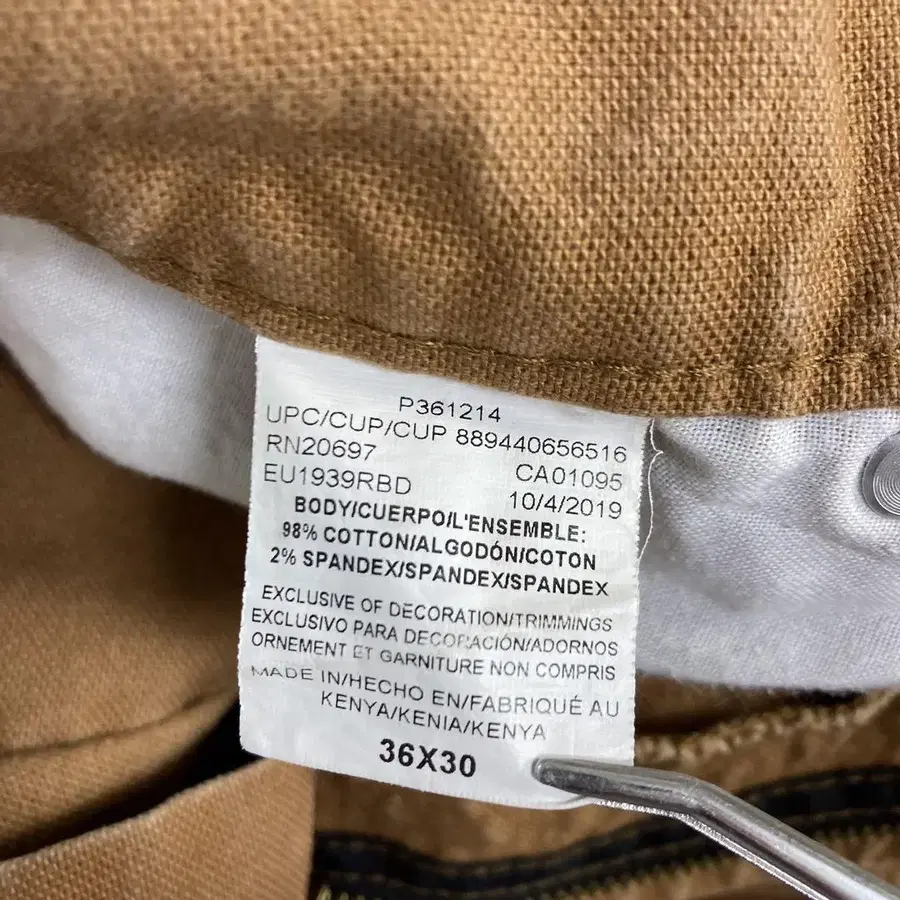 P361214
UPC/CUP/CUP 889440656516
RN20697 CA01095
EU1939RBD 10/4/2019
BODY/CUERPO/L'ENSEMBLE:
98% COTTON/ALGODÓN/COTON
2% SPANDEX/SPANDEX/SPANDEX
EXCLUSIVE OF DECORATION/TRIMMINGS
EXCLUSIVO PARA DECORACIÓN/ADORNOS
ORNEMENT ET GARNITURE NON COMPRIS
MADE IN/HECHO EN/FABRIQUÉ AU
KENYA/KENIA/KENYA
36X30